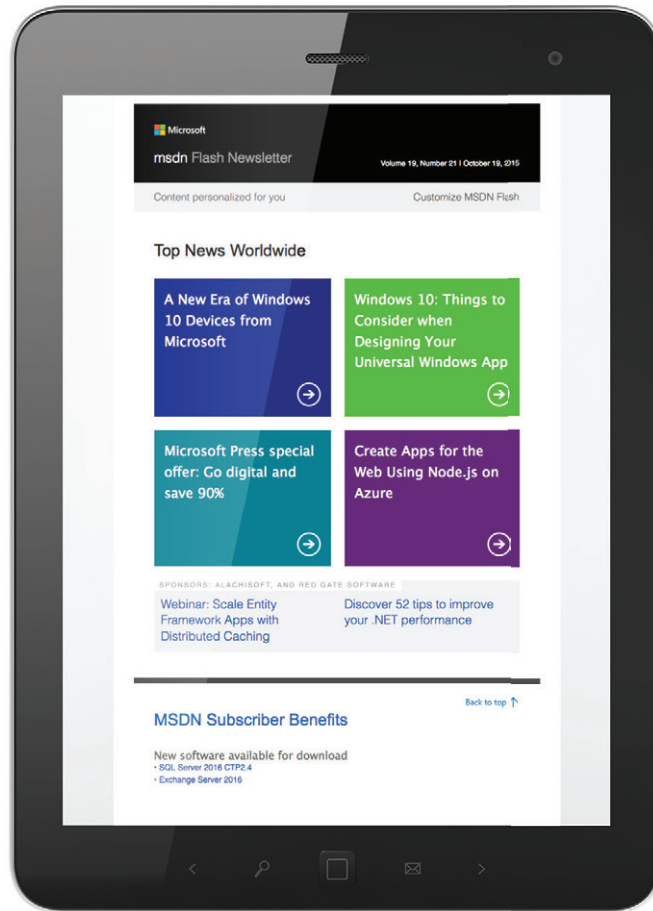 Microsoft
msdn Flash Newsletter
Volume 19, Number 21 I October 19, 2015
Content personalized for you
Customize MSDN Flash
Top News Worldwide
A New Era of Windows
10 Devices from
Microsoft
Windows 10: Things to
Consider when
Designing Your
Universal Windows App
Microsoft Press special
offer: Go digital and
save 90%
Create Apps for the
Web Using Node.js on
Azure
SPONSORS: ALACHISOFT, AND RED GATE SOFTWARE
Webinar: Scale Entity
Framework Apps with
Distributed Caching
Discover 52 tips to improve
your .NET performance
Back to top
MSDN Subscriber Benefits
New software available for download
• SQL Server 2016 CTP2.4
• Exchange Server 2016